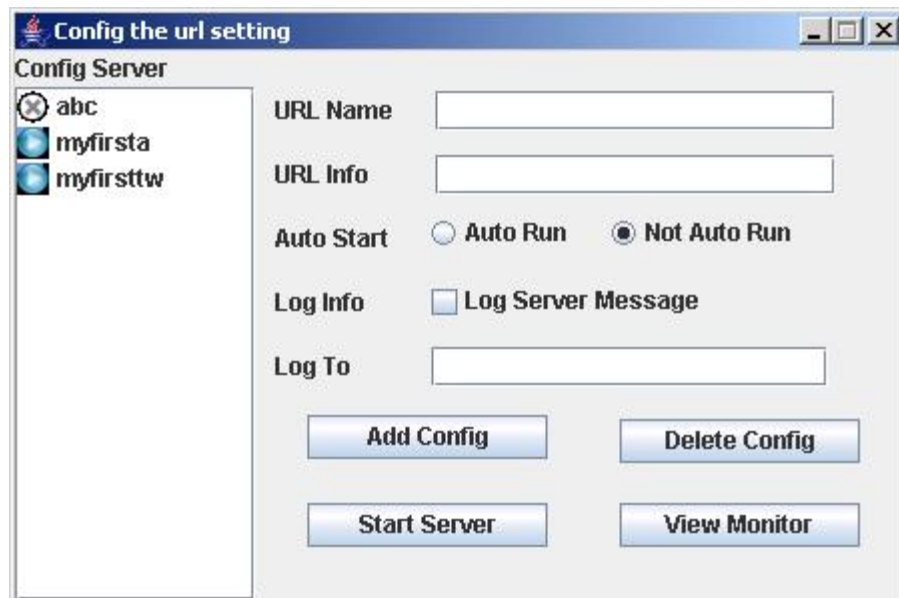 Config the url setting
Config Server
abc
myfirsta
myfirsttw
URL Name
URL Info
Auto Start Auto Run Not Auto Run
Log Info Log Server Message
Log To
Add Config Delete Config
Start Server View Monitor